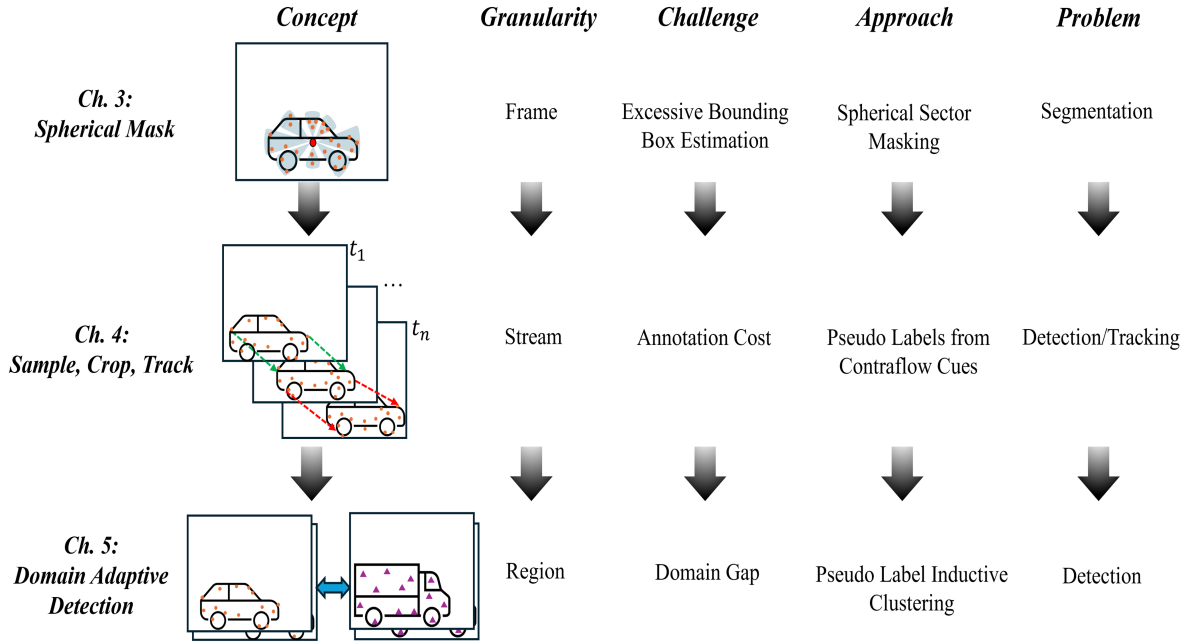 Concept Granularity Challenge Approach Problem
Ch. 3:
Spherical Mask
Frame
Excessive Bounding
Box Estimation
Spherical Sector
Masking
Segmentation
t1
...
tn
Ch. 4:
Sample, Crop, Track
Stream
Annotation Cost
Pseudo Labels from
Contraflow Cues
Detection/Tracking
Ch. 5:
Domain Adaptive
Detection
Region
Domain Gap
Pseudo Label Inductive
Clustering
Detection